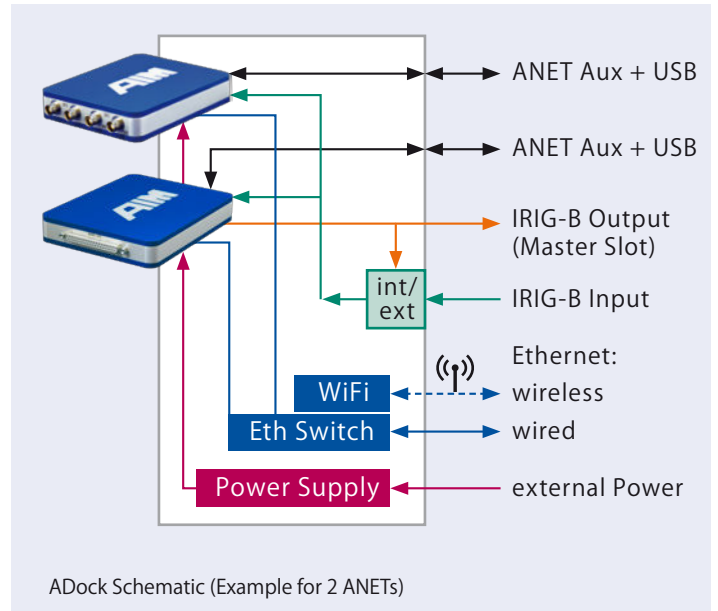 AIM
ANET Aux + USB
ANET Aux + USB
AIM
IRIG-B Output
(Master Slot)
int/
ext
IRIG-B Input
Ethernet:
WiFi
wireless
Eth Switch
wired
Power Supply
external Power
ADock Schematic (Example for 2 ANETs)